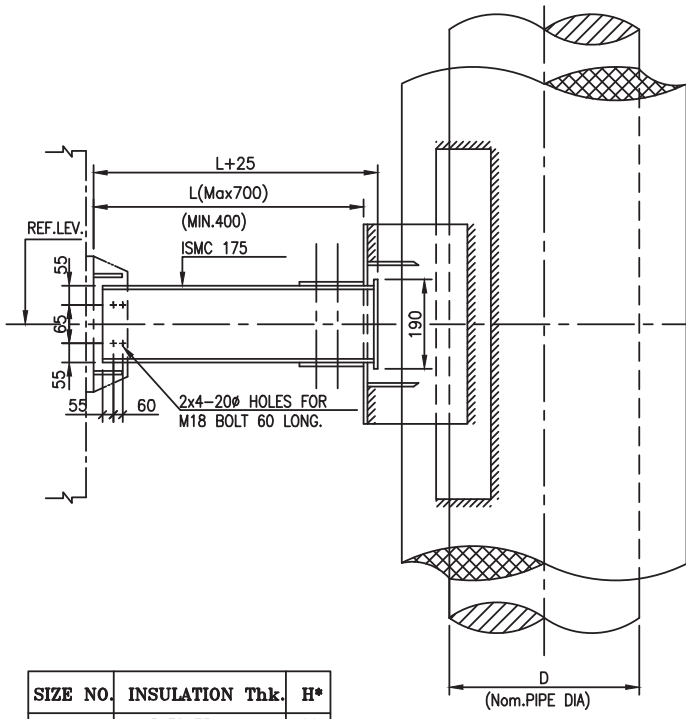 L+25
L(Max700)
(MIN.400)
REF.LEV.
ISMC 175
55
65
55
190
55
60
2x4-20ø HOLES FOR
M18 BOLT 60 LONG.
D
(Nom.PIPE DIA)
SIZE NO. INSULATION Thk. H*